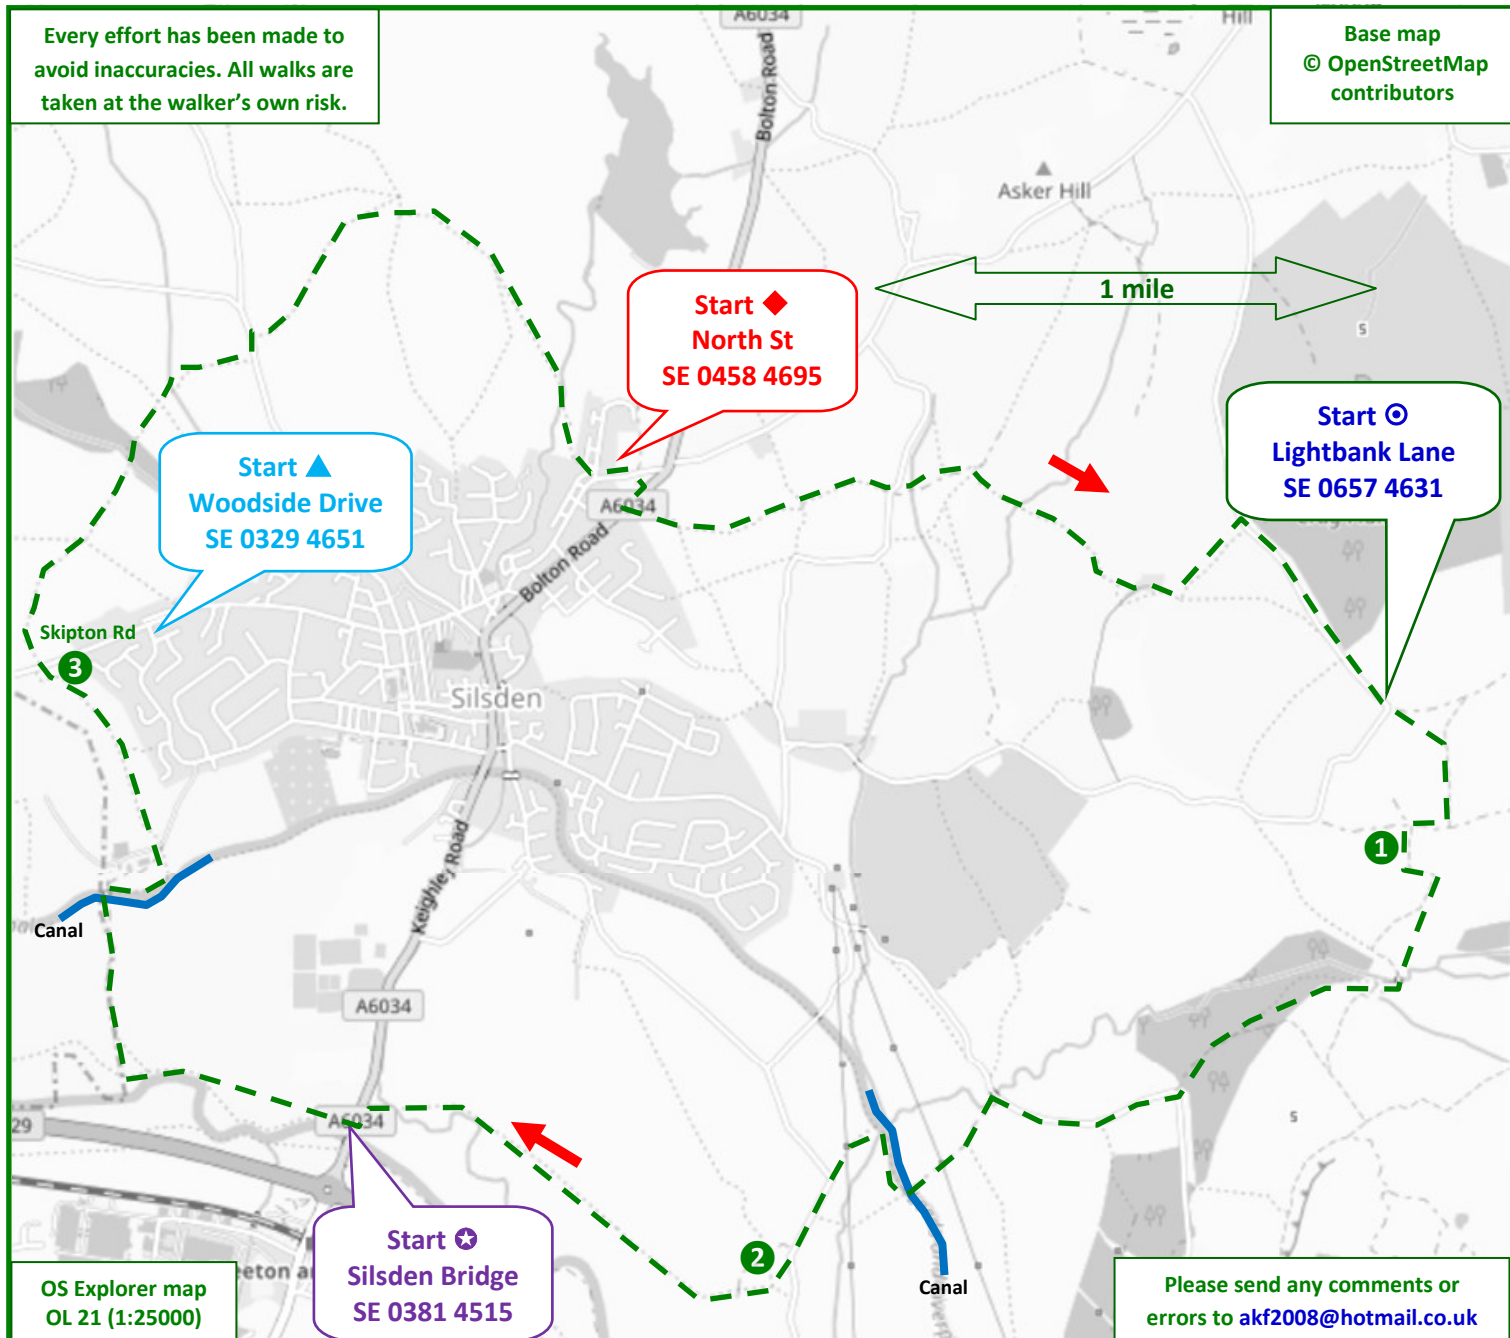 Every effort has been made to
avoid inaccuracies. All walks are
taken at the walker's own risk.
A6034
Hill
Base map
© OpenStreetMap
contributors
Bolton Road
Asker Hill
1 mile
5
Start ◆
North St
SE 0458 4695
Start ⊙
Lightbank Lane
SE 0657 4631
Start ▲
Woodside Drive
SE 0329 4651
A6034
Bolton Road
Skipton Rd
3
Silsden
1
Keighley Road
Canal
A6034
5
A6034
29
Start ✪
Silsden Bridge
SE 0381 4515
2
Canal
OS Explorer map
OL 21 (1:25000)
Please send any comments or
errors to akf2008@hotmail.co.uk